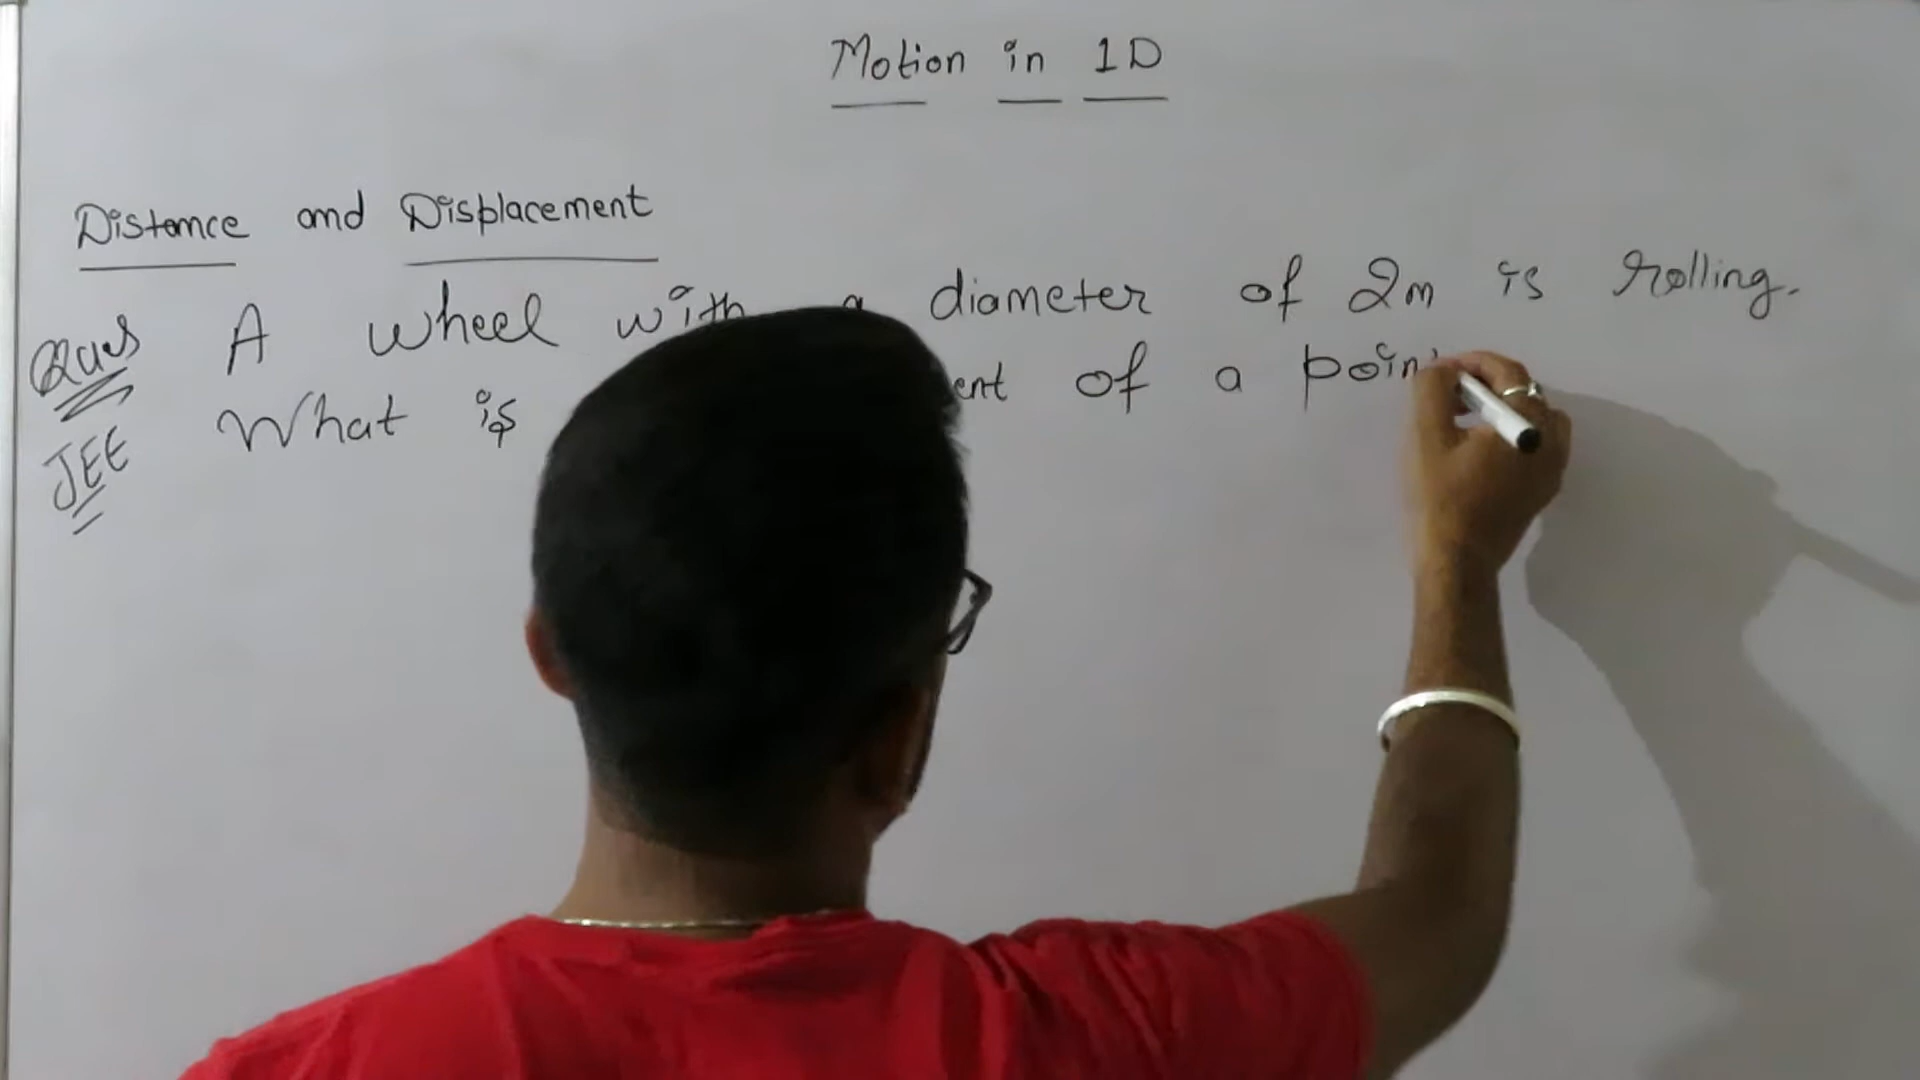 Motion in 1D
Distance and Displacement
Ques A wheel with a diameter of 2m is rolling.
JEE What is ent of a poin